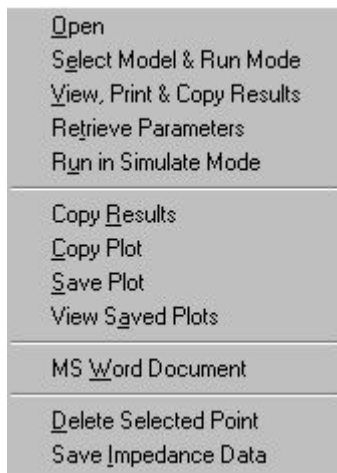 Open
Select Model & Run Mode
View, Print & Copy Results
Retrieve Parameters
Run in Simulate Mode
Copy Results
Copy Plot
Save Plot
View Saved Plots
MS Word Document
Delete Selected Point
Save Impedance Data